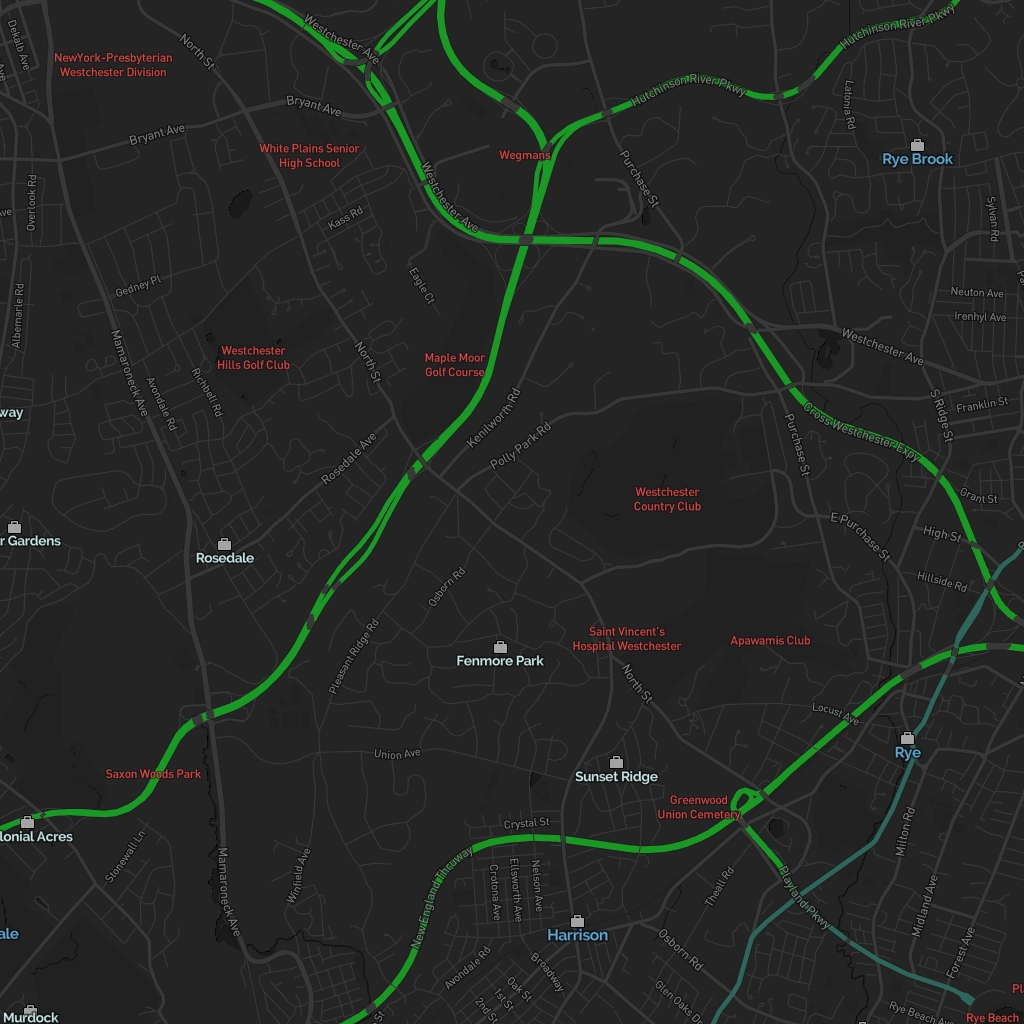 Westchester Ave
Hutchinson River Pkwy
Dekalb Ave
North St
NewYork-Presbyterian
Westchester Division
Hutchinson River Pkwy
Latonia Rd
Bryant Ave
Bryant Ave
White Plains Senior
High School
Wegmans
Rye Brook
Purchase St
Overlook Rd
Westchester Ave
Kass Rd
Sylvan Rd
Ave
Eagle Ct
Gedney Pl
Neuton Ave
Albemarle Rd
Irenhyl Ave
Mamaroneck Ave
Westchester
Hills Golf Club
North St
Maple Moor
Golf Course
Westchester Ave
Avondale Rd
Richbell Rd
Kenilworth Rd
S Ridge St
Franklin St
way
Polly Park Rd
Purchase St
Cross Westchester Expy
Rosedale Ave
Westchester
Country Club
Grant St
E Purchase St
High St
r Gardens
Rosedale
Hillside Rd
Osborn Rd
Pleasant Ridge Rd
Saint Vincent's
Hospital Westchester
Apawamis Club
Fenmore Park
North St
Locust Ave
Union Ave
Rye
Saxon Woods Park
Sunset Ridge
Greenwood
Union Cemetery
lonial Acres
Crystal St
Stonewall Ln
Milton Rd
Mamaroneck Ave
Winfield Ave
New England Thruway
Crotona Ave
Ellsworth Ave
Nelson Ave
Theall Rd
Playland Pkwy
Midland Ave
ale
Harrison
Osborn Rd
Forest Ave
Avondale Rd
Broadway
Oak St
1st St
2nd St
Glen Oaks Dr
Pl
Murdock
St
Rye Beach Ave
Rye Beach